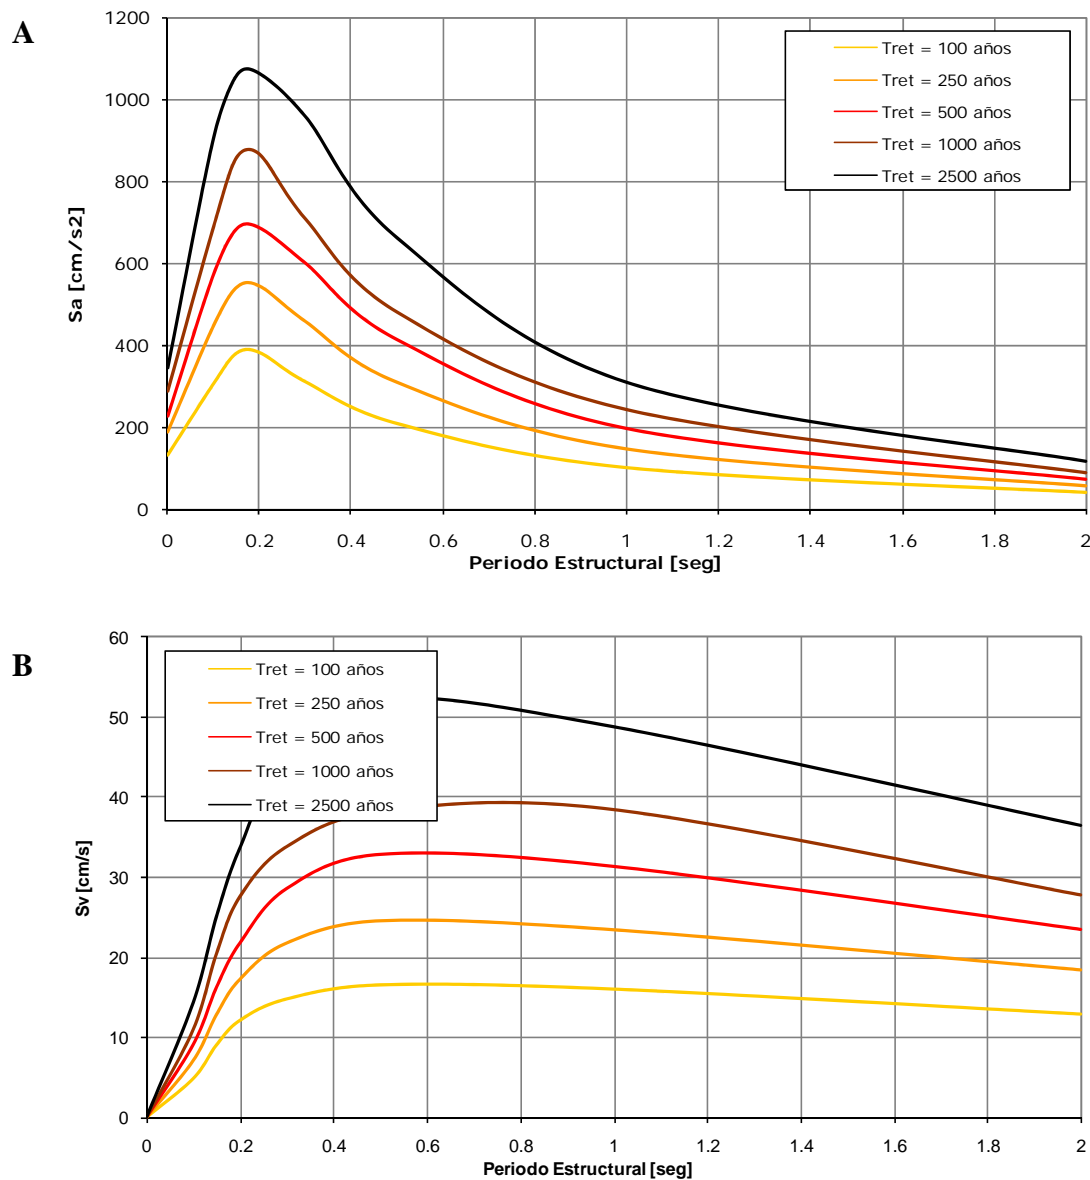 A
1200
1000
800
600
400
200
0
Sa [cm/s2]
Tret = 100 años
Tret = 250 años
Tret = 500 años
Tret = 1000 años
Tret = 2500 años
0 0.2 0.4 0.6 0.8 1 1.2 1.4 1.6 1.8 2
Periodo Estructural [seg]
B
60
50
40
30
20
10
0
Sv [cm/s]
Tret = 100 años
Tret = 250 años
Tret = 500 años
Tret = 1000 años
Tret = 2500 años
0 0.2 0.4 0.6 0.8 1 1.2 1.4 1.6 1.8 2
Periodo Estructural [seg]